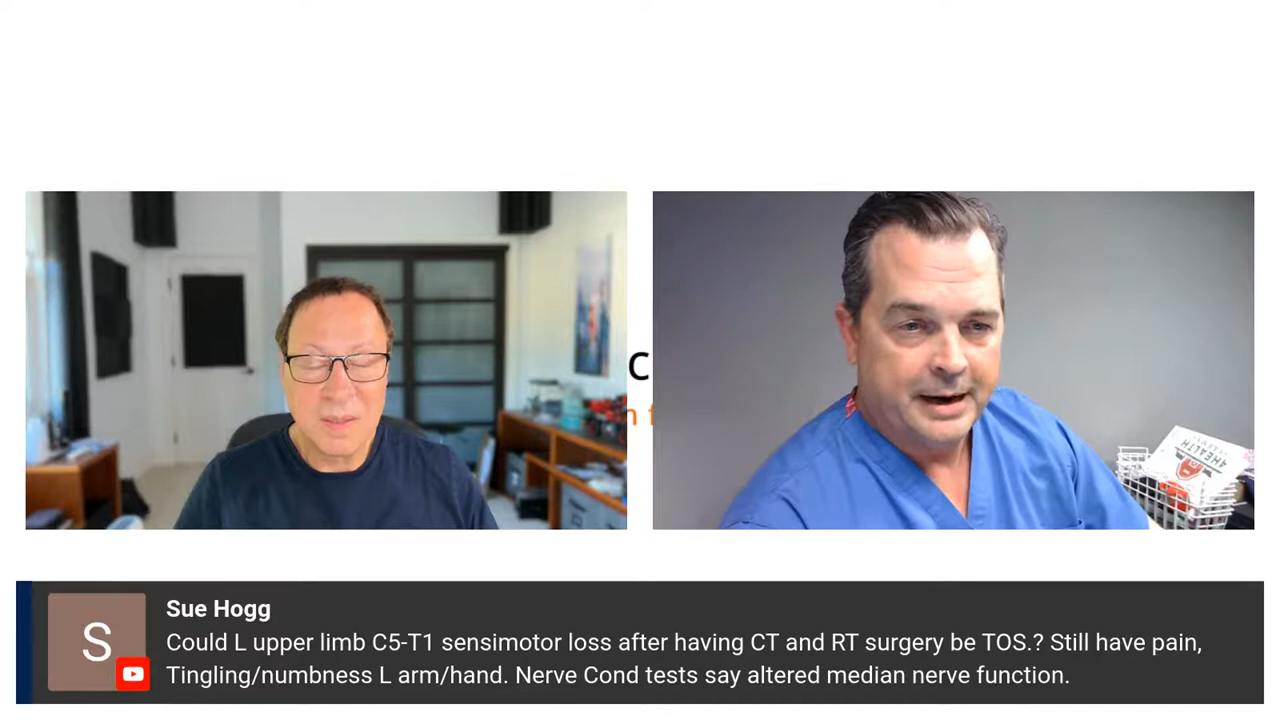 C
n f
4HEALTH
S
Sue Hogg
Could L upper limb C5-T1 sensimotor loss after having CT and RT surgery be TOS.? Still have pain,
Tingling/numbness L arm/hand. Nerve Cond tests say altered median nerve function.